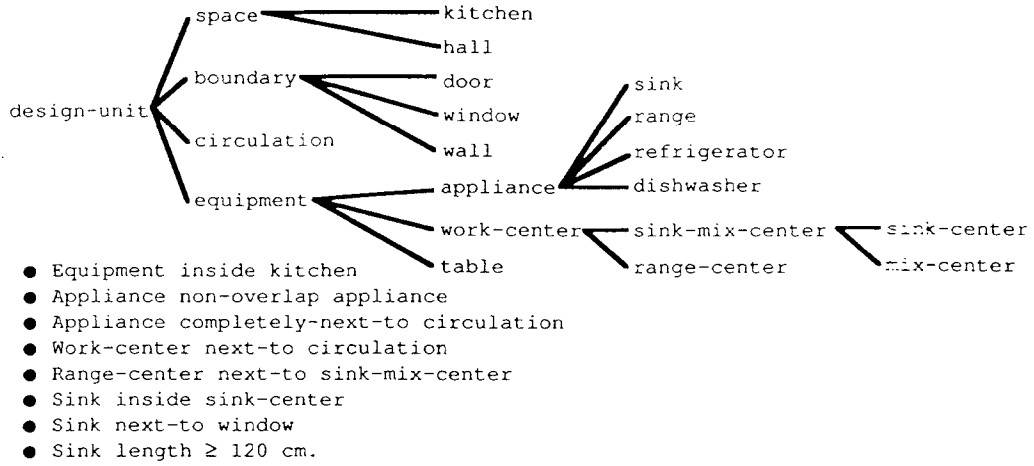 space kitchen
hall
boundary door
sink
design-unit window
range
circulation wall
refrigerator
appliance dishwasher
equipment
work-center sink-mix-center sink-center
table range-center mix-center
● Equipment inside kitchen
● Appliance non-overlap appliance
● Appliance completely-next-to circulation
● Work-center next-to circulation
● Range-center next-to sink-mix-center
● Sink inside sink-center
● Sink next-to window
● Sink length ≥ 120 cm.